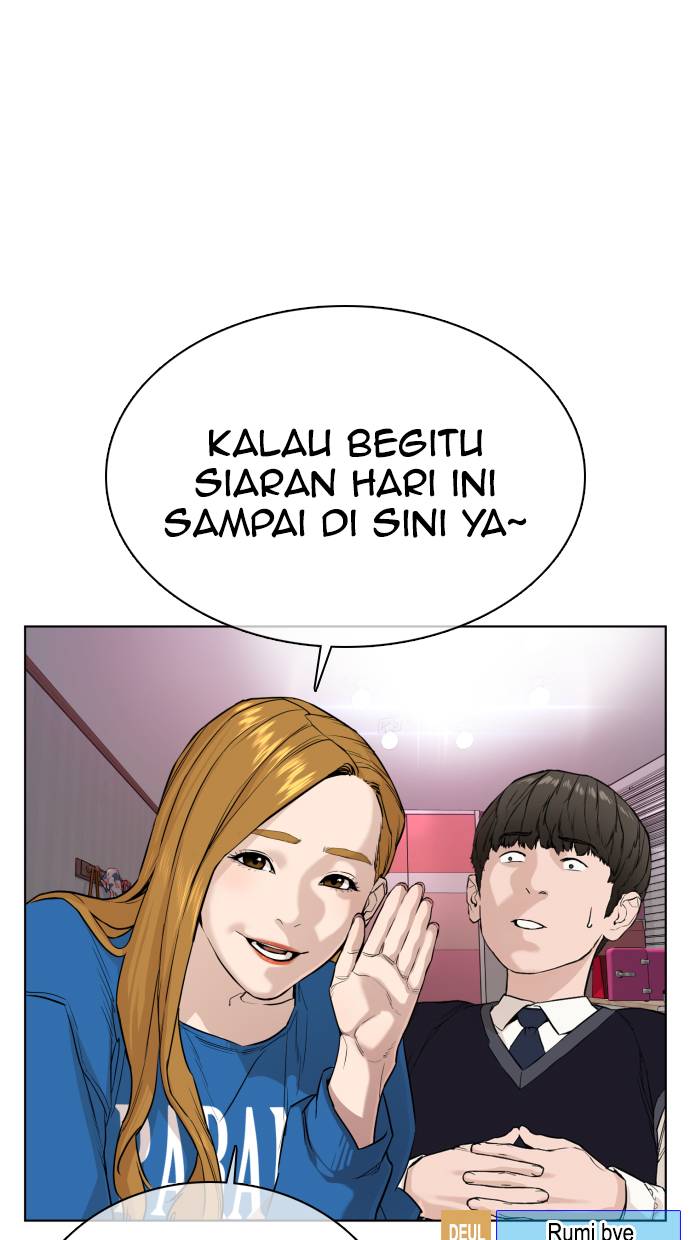 KALAU BEGITU
SIARAN HARI INI
SAMPAI DI SINI YA~
DEUL
Rumi bye